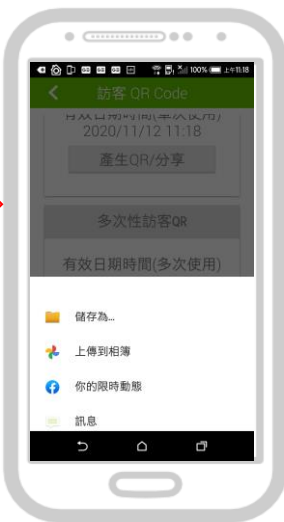 100% 上午11:18
訪客 QR Code
有效日期時間(單次使用)
2020/11/12 11:18
產生QR/分享
多次性訪客QR
有效日期時間(多次使用)
儲存為...
上傳到相簿
你的限時動態
訊息